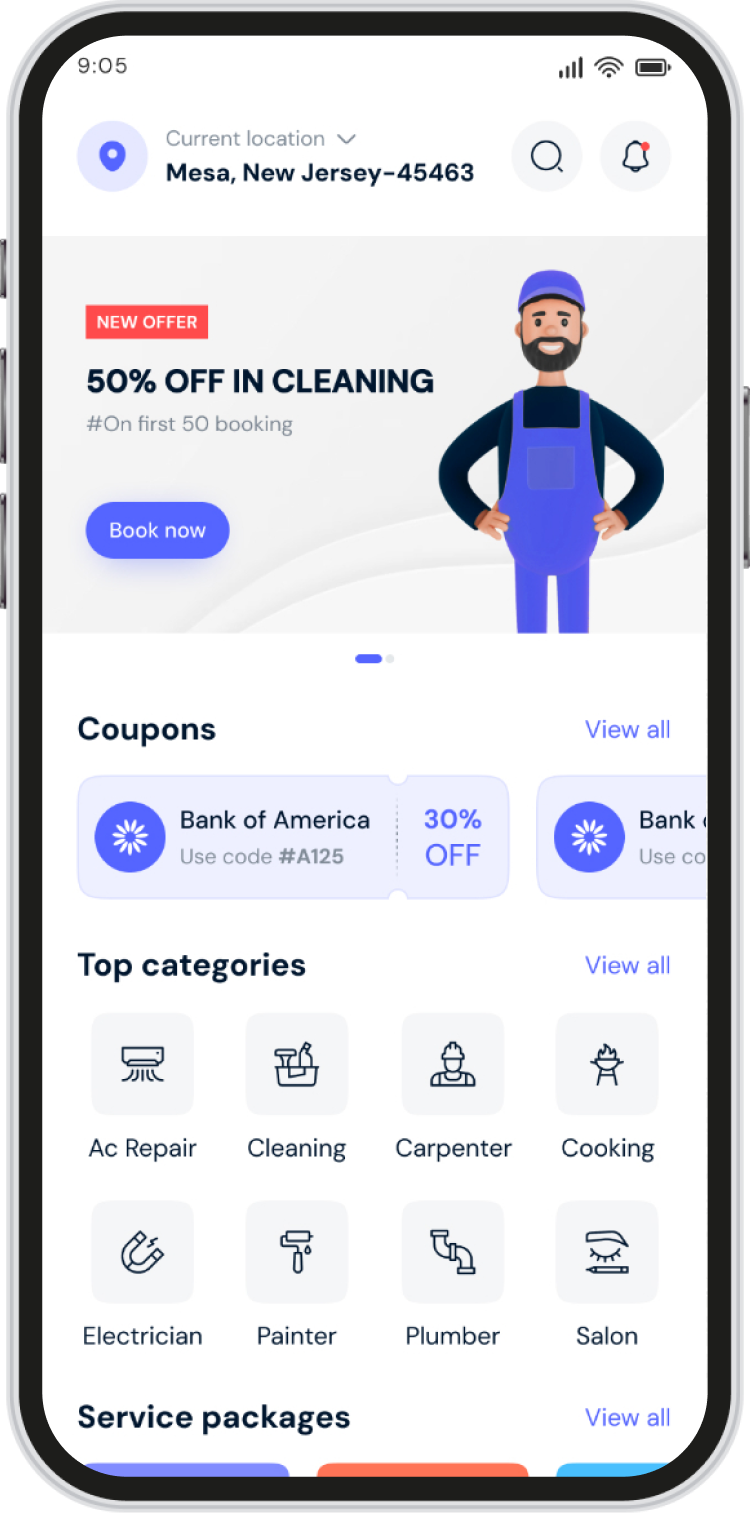 9:05
Current location
Mesa, New Jersey-45463
NEW OFFER
50% OFF IN CLEANING
#On first 50 booking
Book now
Coupons
View all
Bank of America
Use code #A125
30%
OFF
Bank
Use co
Top categories
View all
Ac Repair
Cleaning
Carpenter
Cooking
Electrician
Painter
Plumber
Salon
Service packages
View all